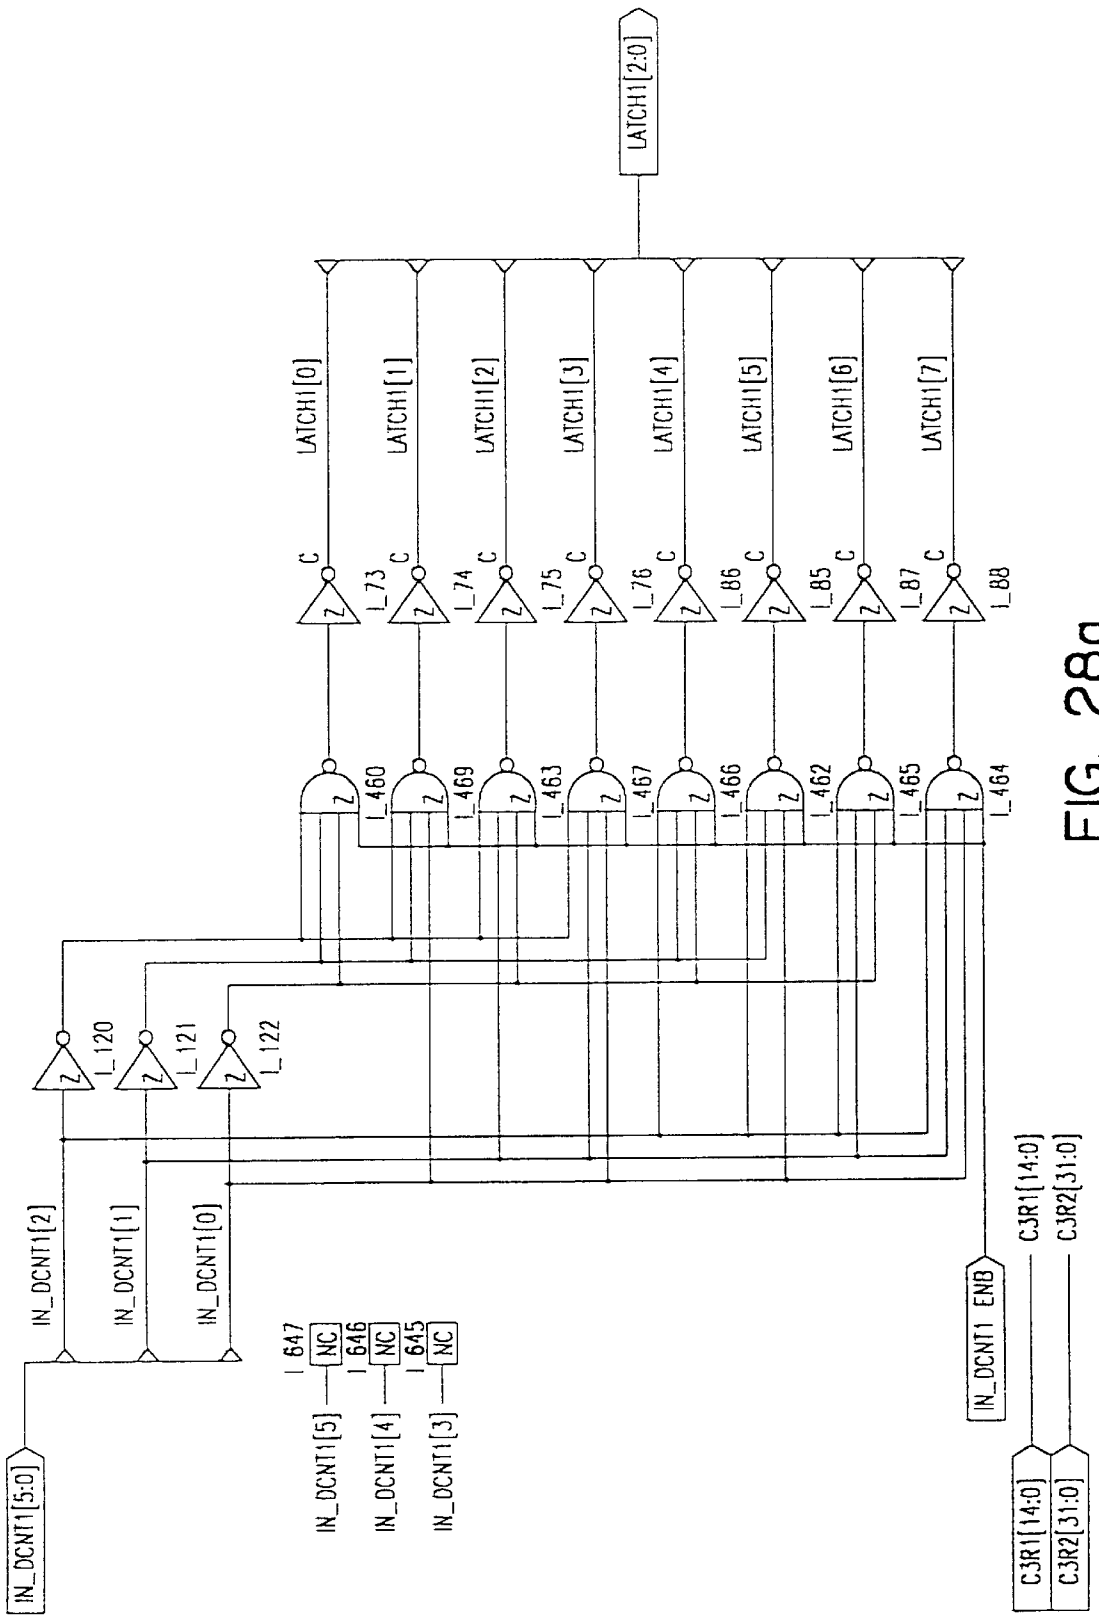 IN_DCNT1[5:0]
IN_DCNT1[2]
IN_DCNT1[1]
IN_DCNT1[0]
Z
I_120
Z
I_121
Z
I_122
I_647
IN_DCNT1[5]
NC
I_646
IN_DCNT1[4]
NC
I_645
IN_DCNT1[3]
NC
Z
I_460
Z
I_469
Z
I_463
Z
I_467
Z
I_466
Z
I_462
Z
I_465
Z
I_464
Z
C
I_73
Z
C
I_74
Z
C
I_75
Z
C
I_76
Z
C
I_86
Z
C
I_85
Z
C
I_87
Z
C
I_88
LATCH1[0]
LATCH1[1]
LATCH1[2]
LATCH1[3]
LATCH1[4]
LATCH1[5]
LATCH1[6]
LATCH1[7]
LATCH1[2:0]
IN_DCNT1 ENB
C3R1[14:0]
C3R1[14:0]
C3R2[31:0]
C3R2[31:0]
FIG. 28g